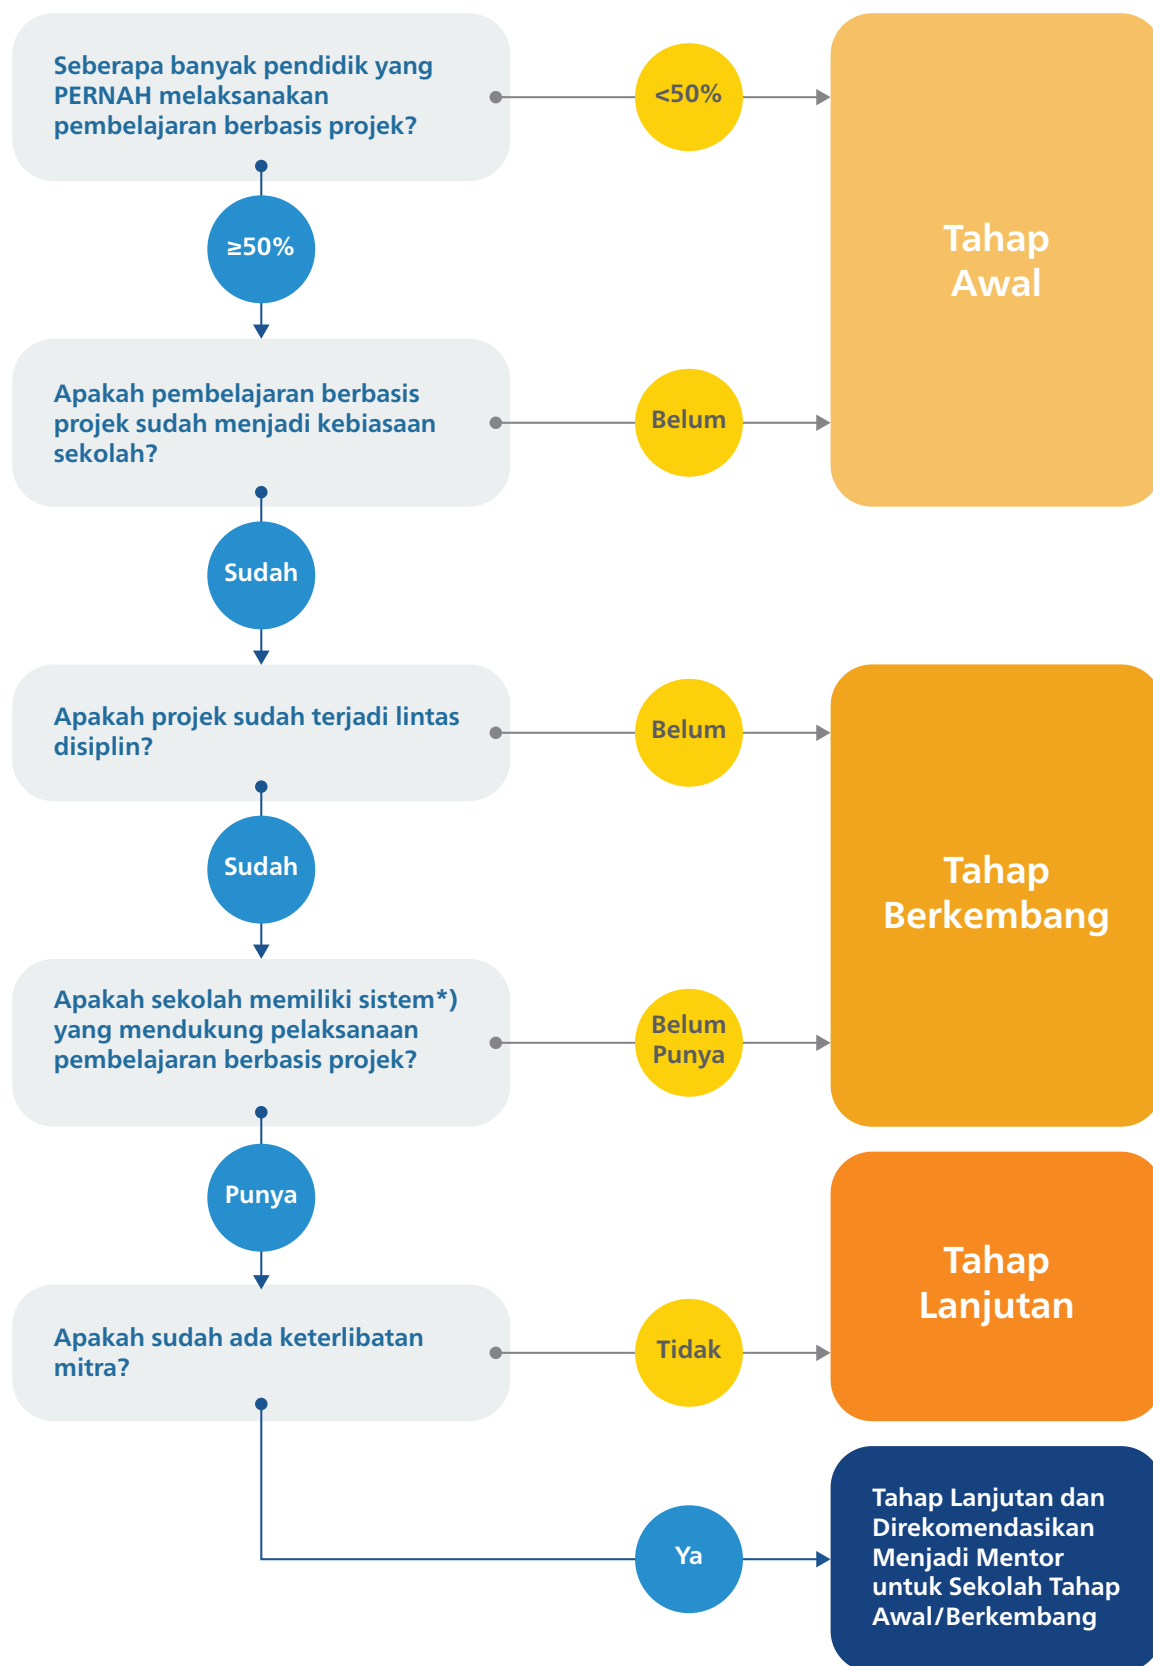 Seberapa banyak pendidik yang
PERNAH melaksanakan
pembelajaran berbasis projek?
<50%
Tahap
Awal
≥50%
Apakah pembelajaran berbasis
projek sudah menjadi kebiasaan
sekolah?
Belum
Sudah
Apakah projek sudah terjadi lintas
disiplin?
Belum
Tahap
Berkembang
Sudah
Apakah sekolah memiliki sistem*)
yang mendukung pelaksanaan
pembelajaran berbasis projek?
Belum
Punya
Punya
Tahap
Lanjutan
Apakah sudah ada keterlibatan
mitra?
Tidak
Ya
Tahap Lanjutan dan
Direkomendasikan
Menjadi Mentor
untuk Sekolah Tahap
Awal/Berkembang